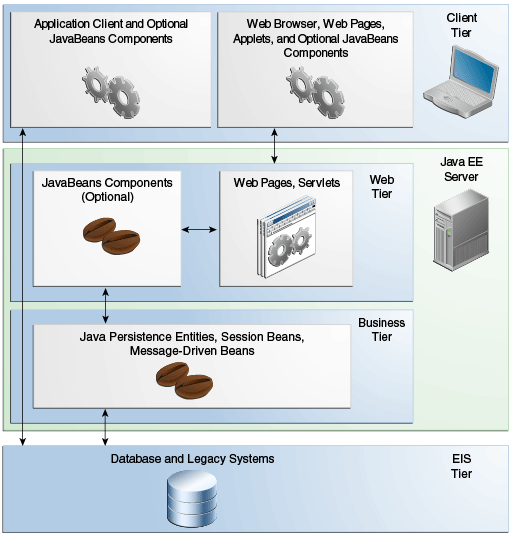 Application Client and Optional
JavaBeans Components
Web Browser, Web Pages,
Applets, and Optional JavaBeans
Components
Client
Tier
Java EE
Server
JavaBeans Components
(Optional)
Web Pages, Servlets
Web
Tier
Java Persistence Entities, Session Beans,
Message-Driven Beans
Business
Tier
Database and Legacy Systems
EIS
Tier